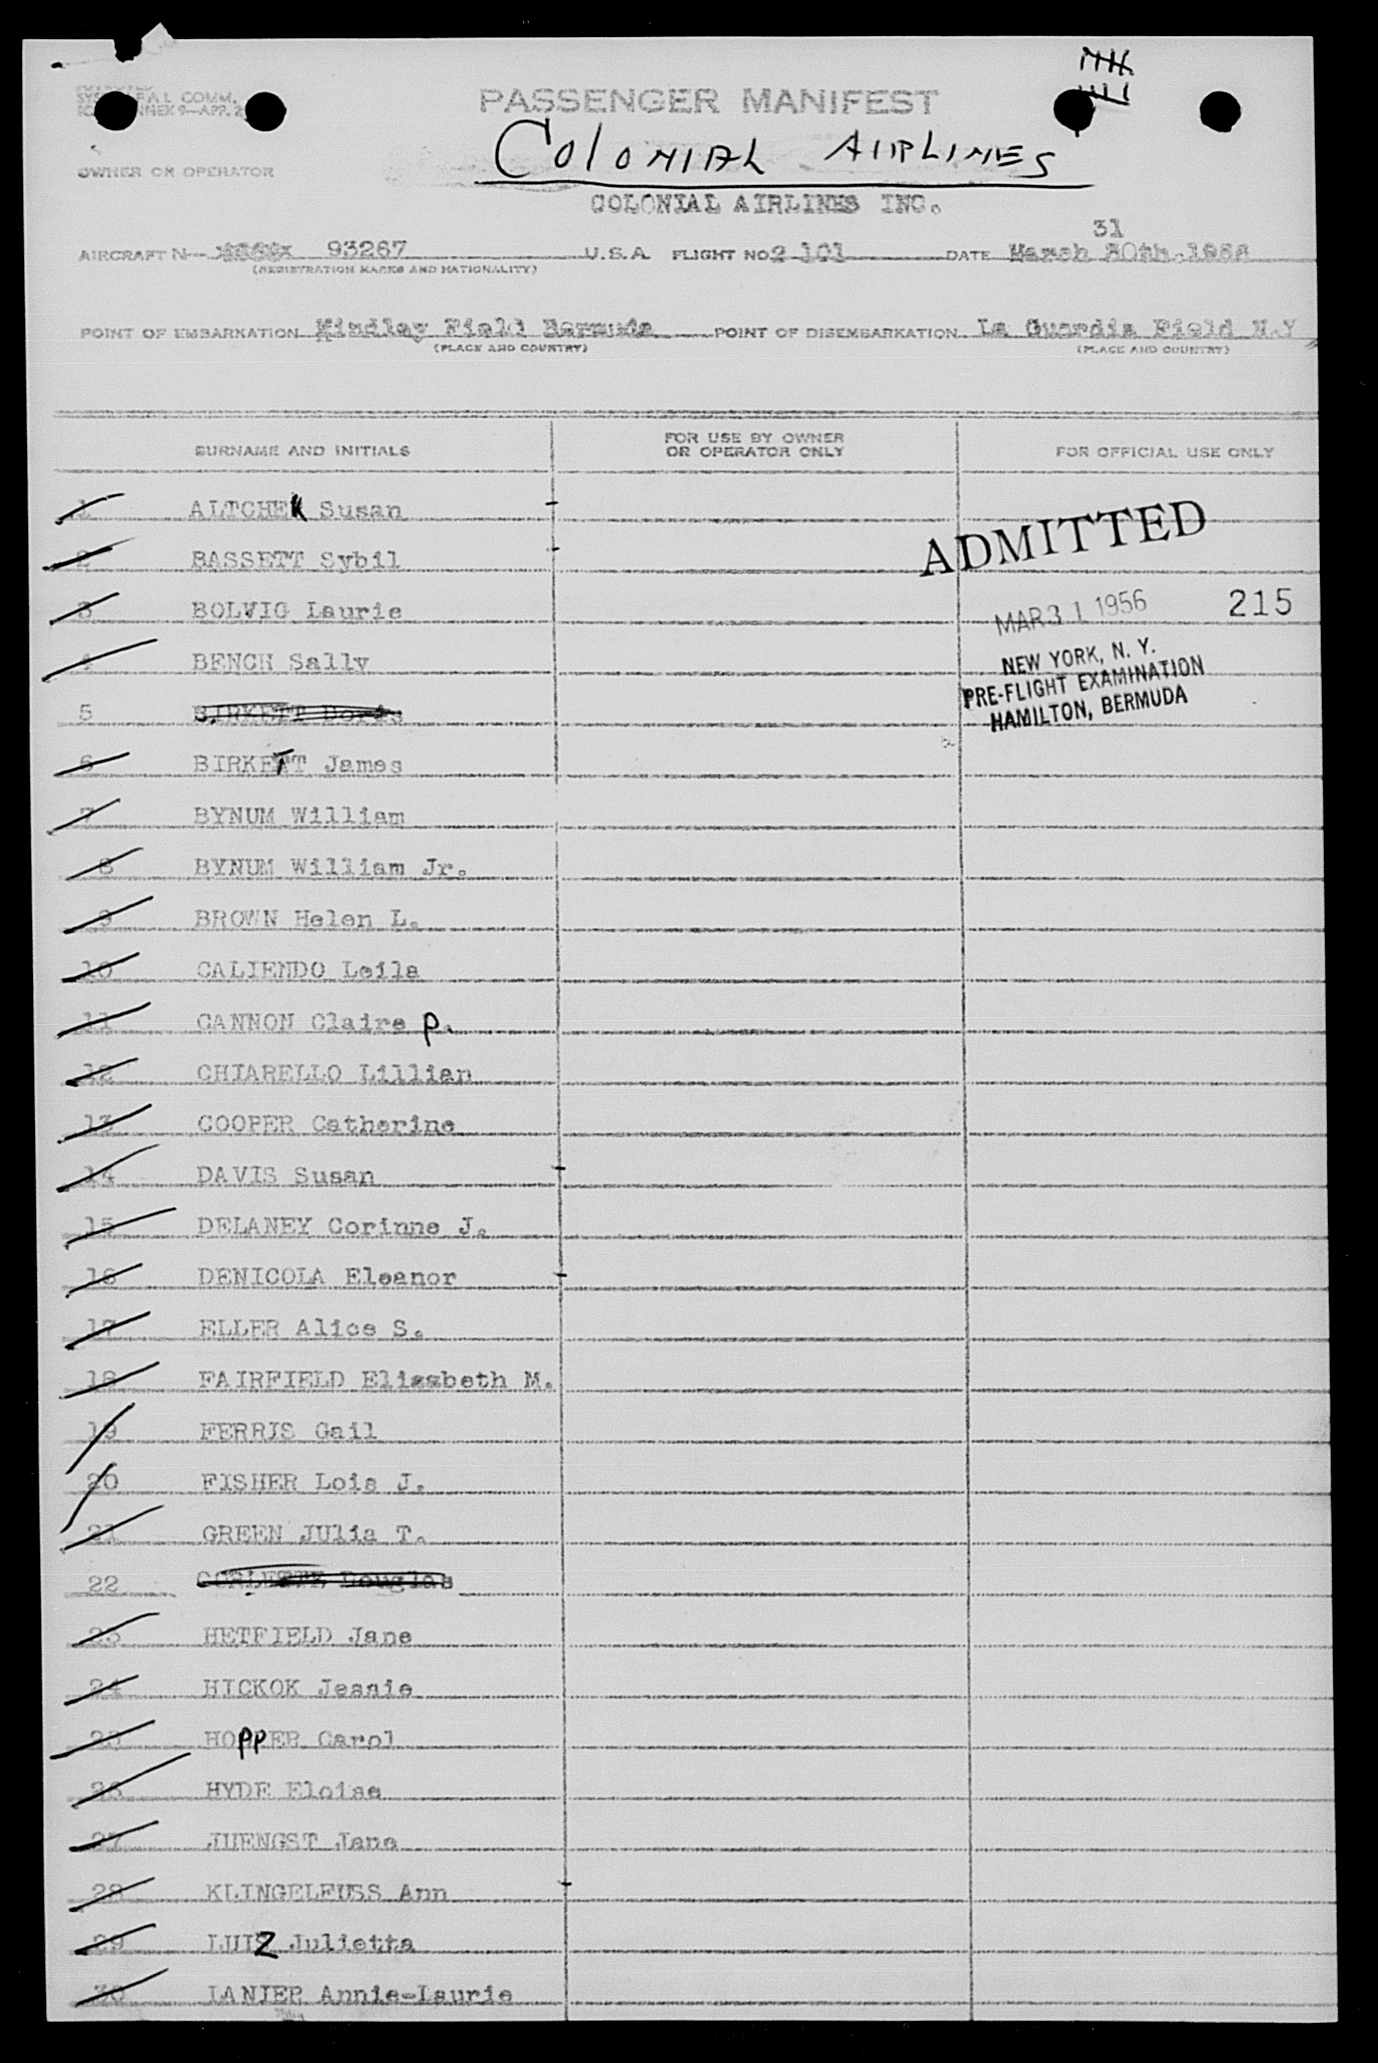 PASSENGER MANIFEST
COLONIAL AIRLINES
OWNER OR OPERATOR
COLONIAL AIRLINES INC.
31
AIRCRAFT N- 93267 U.S.A. FLIGHT NO 2-101 DATE March 30th-1956
(REGISTRATION MARKS AND NATIONALITY)
POINT OF EMBARKATION Kindley Field Bermuda POINT OF DISEMBARKATION La Guardia Field N.Y
(PLACE AND COUNTRY) (PLACE AND COUNTRY)
SURNAME AND INITIALS FOR USE BY OWNER OR OPERATOR ONLY FOR OFFICIAL USE ONLY
1 ALTCHEK Susan
2 BASSETT Sybil
3 BOLVIG Laurie
4 BENCH Sally
5 BIRKETT Doris
6 BIRKETT James
7 BYNUM William
8 BYNUM William Jr.
9 BROWN Helen L.
10 CALIENDO Leila
11 CANNON Claire P.
12 CHIARELLO Lillian
13 COOPER Catherine
14 DAVIS Susan
15 DELANEY Corinne J.
16 DENICOLA Eleanor
17 ELLER Alice S.
18 FAIRFIELD Elizabeth M.
19 FERRIS Gail
20 FISHER Lois J.
21 GREEN JUlia T.
22 Douglas
23 HETFIELD Jane
24 HICKOK Jeanie
25 HOPPER Carol
26 HYDE Eloise
27 JUENGST Jane
28 KLINGELFUSS Ann
29 LUIZ Julietta
30 LANIER Annie-Laurie
ADMITTED
MAR 31 1956 215
NEW YORK, N. Y.
PRE-FLIGHT EXAMINATION
HAMILTON, BERMUDA